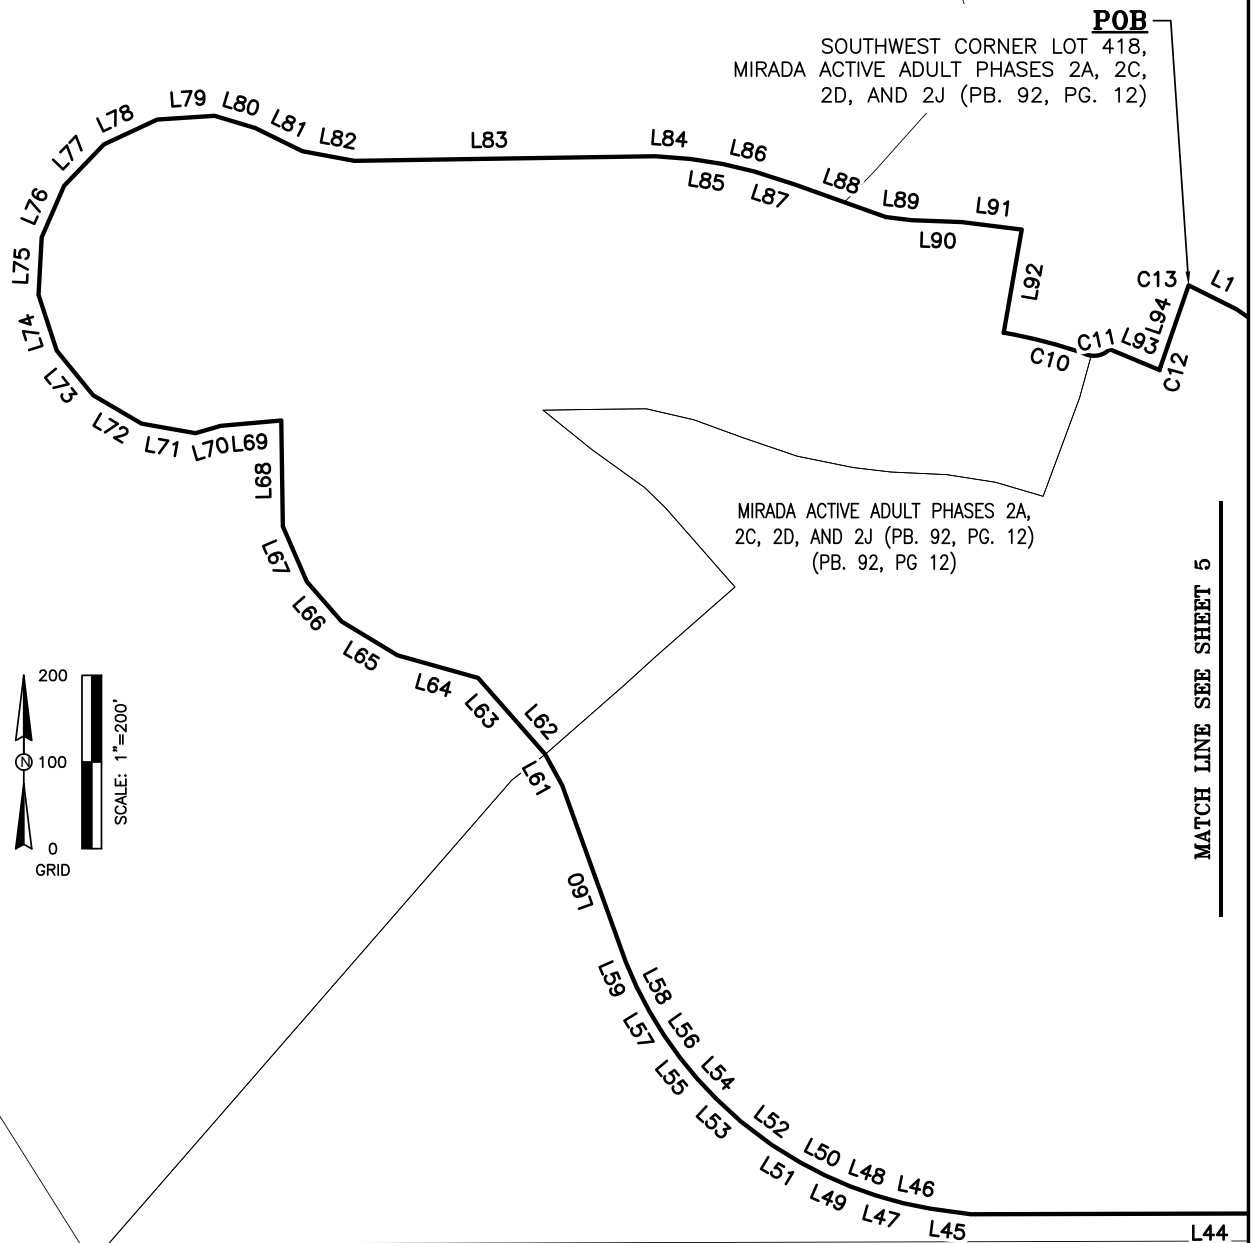 POB
SOUTHWEST CORNER LOT 418,
MIRADA ACTIVE ADULT PHASES 2A, 2C,
2D, AND 2J (PB. 92, PG. 12)
L79
L80
L78
L81
L82
L83
L84
L86
L85
L87
L88
L89
L91
L90
L77
L76
L75
L74
L73
L72
L71
L70
L69
L68
L92
C13
L1
L94
C11
L93
C10
C12
MIRADA ACTIVE ADULT PHASES 2A,
2C, 2D, AND 2J (PB. 92, PG. 12)
(PB. 92, PG 12)
MATCH LINE SEE SHEET 5
L67
L66
L65
L64
L63
L62
L61
200
N
100
0
GRID
SCALE: 1"=200'
L60
L59
L58
L57
L56
L55
L54
L53
L52
L51
L50
L49
L48
L47
L46
L45
L44